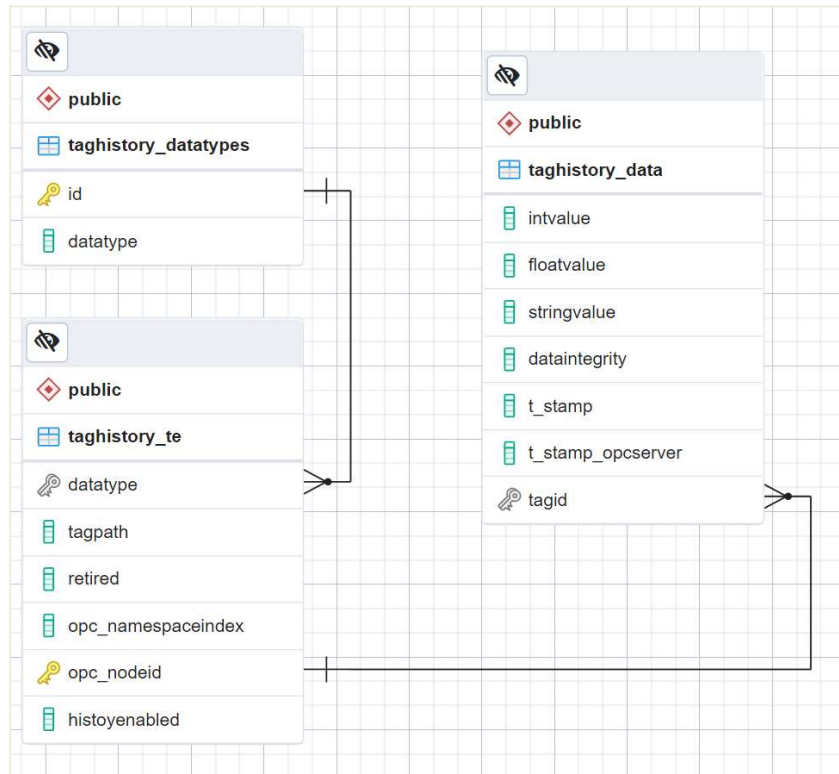 public
taghistory_datatypes
id
datatype
public
taghistory_te
datatype
tagpath
retired
opc_namespaceindex
opc_nodeid
histoyenabled
public
taghistory_data
intvalue
floatvalue
stringvalue
dataintegrity
t_stamp
t_stamp_opcserver
tagid